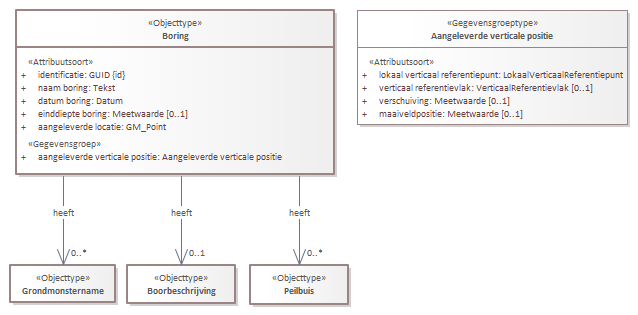 «Objecttype»
Boring
«Attribuutsoort»
+ identificatie: GUID {id}
+ naam boring: Tekst
+ datum boring: Datum
+ einddiepte boring: Meetwaarde [0..1]
+ aangeleverde locatie: GM_Point
«Gegevensgroep»
+ aangeleverde verticale positie: Aangeleverde verticale positie
«Gegevensgroeptype»
Aangeleverde verticale positie
«Attribuutsoort»
+ lokaal verticaal referentiepunt: LokaalVerticaalReferentiepunt
+ verticaal referentievlak: VerticaalReferentievlak [0..1]
+ verschuiving: Meetwaarde [0..1]
+ maaiveldpositie: Meetwaarde [0..1]
heeft
heeft
heeft
0..*
0..1
0..*
«Objecttype»
Grondmonstername
«Objecttype»
Boorbeschrijving
«Objecttype»
Peilbuis